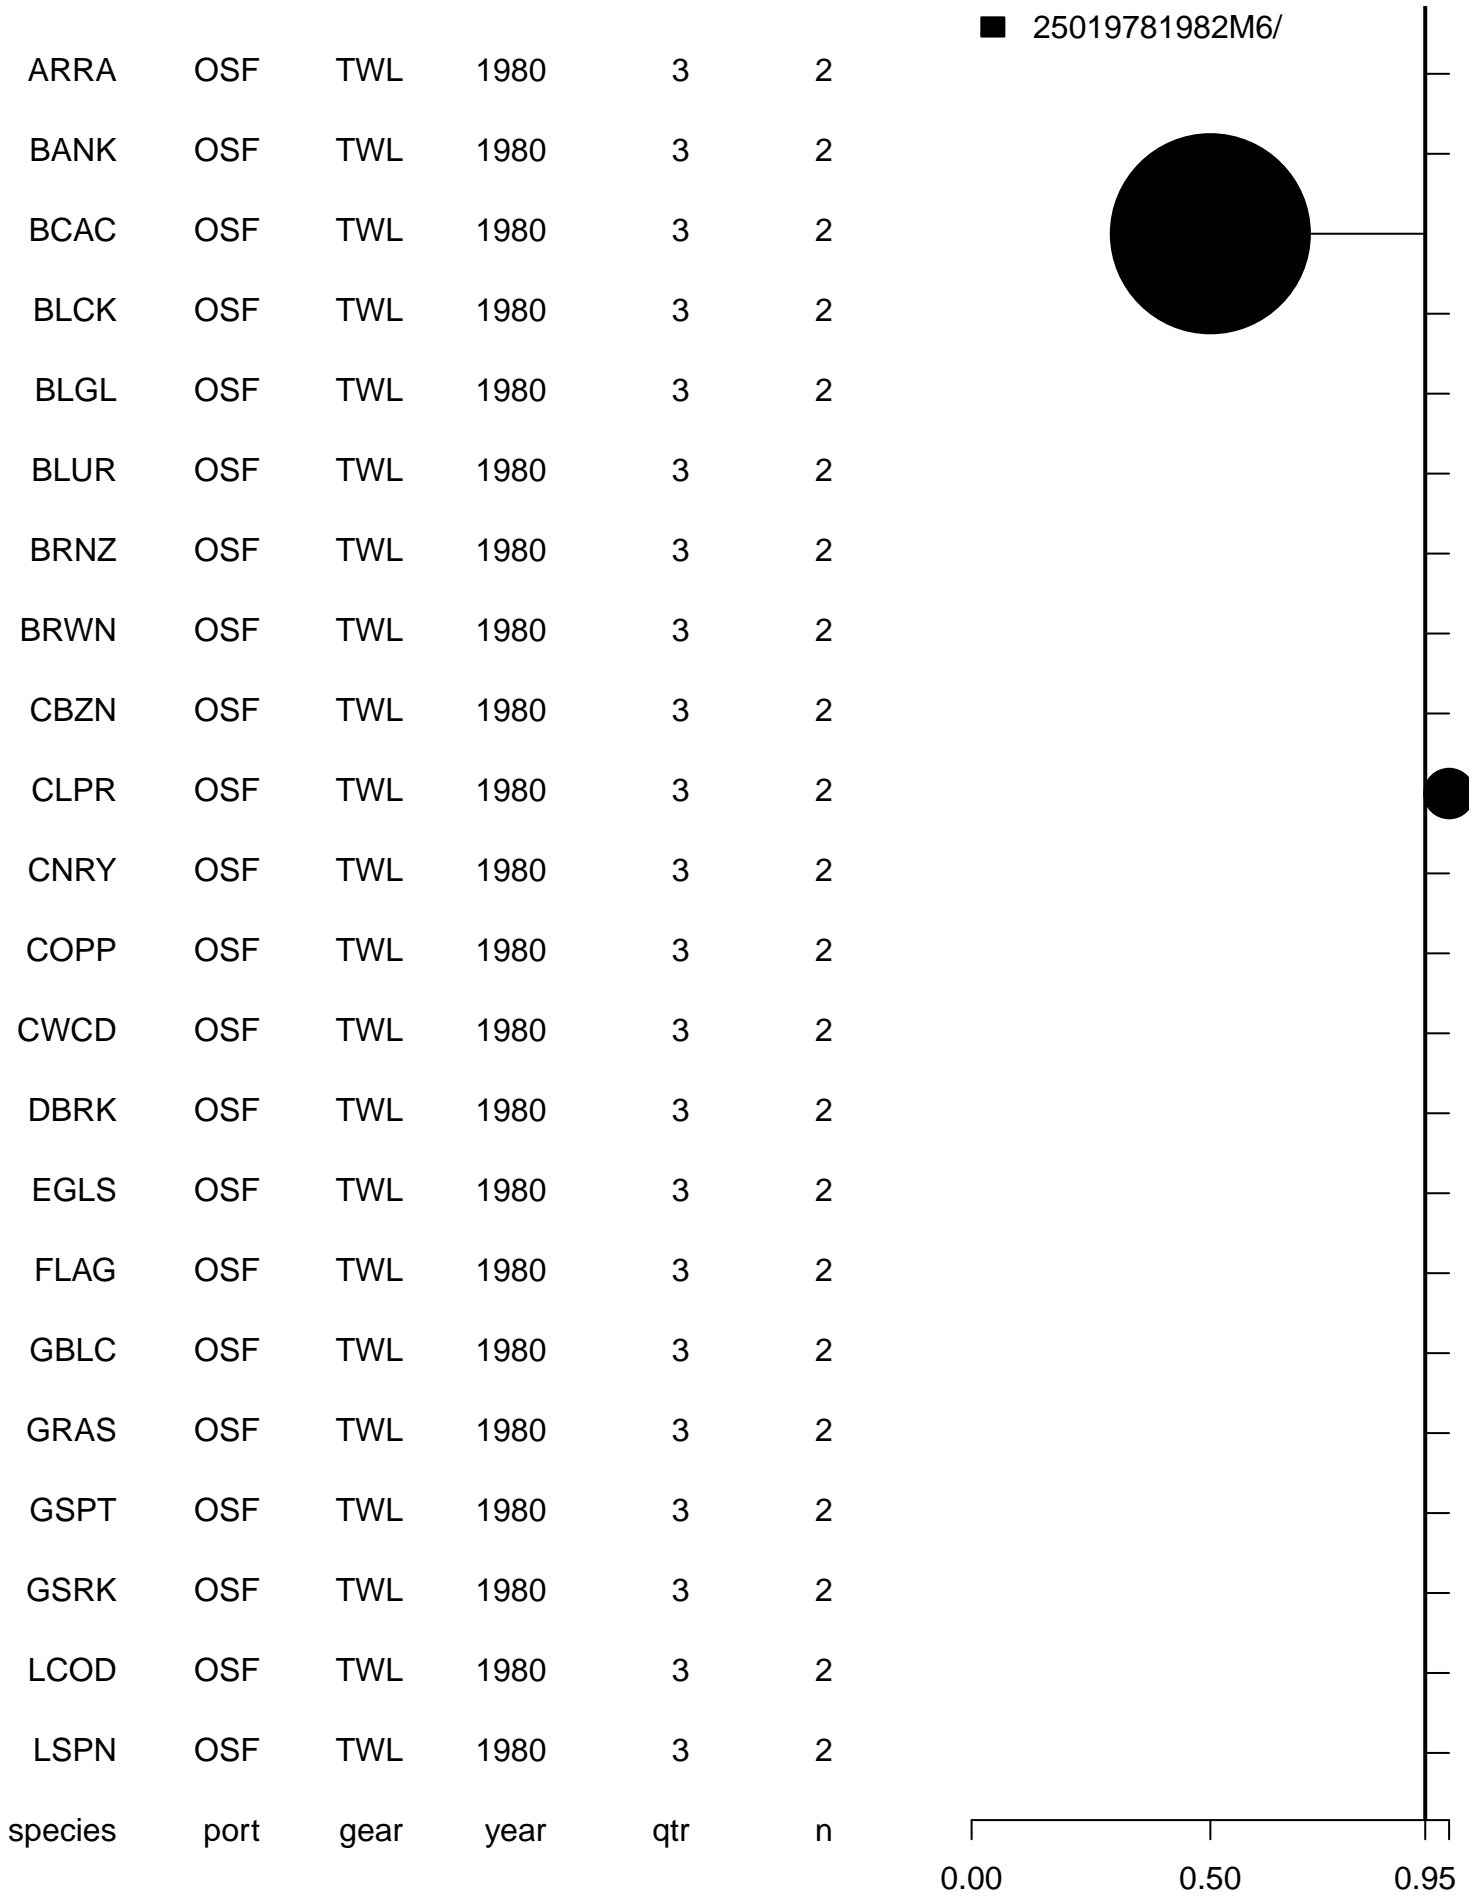 25019781982M6/
ARRA OSF TWL 1980 3 2
BANK OSF TWL 1980 3 2
BCAC OSF TWL 1980 3 2
BLCK OSF TWL 1980 3 2
BLGL OSF TWL 1980 3 2
BLUR OSF TWL 1980 3 2
BRNZ OSF TWL 1980 3 2
BRWN OSF TWL 1980 3 2
CBZN OSF TWL 1980 3 2
CLPR OSF TWL 1980 3 2
CNRY OSF TWL 1980 3 2
COPP OSF TWL 1980 3 2
CWCD OSF TWL 1980 3 2
DBRK OSF TWL 1980 3 2
EGLS OSF TWL 1980 3 2
FLAG OSF TWL 1980 3 2
GBLC OSF TWL 1980 3 2
GRAS OSF TWL 1980 3 2
GSPT OSF TWL 1980 3 2
GSRK OSF TWL 1980 3 2
LCOD OSF TWL 1980 3 2
LSPN OSF TWL 1980 3 2
species port gear year qtr n
0.00 0.50 0.95